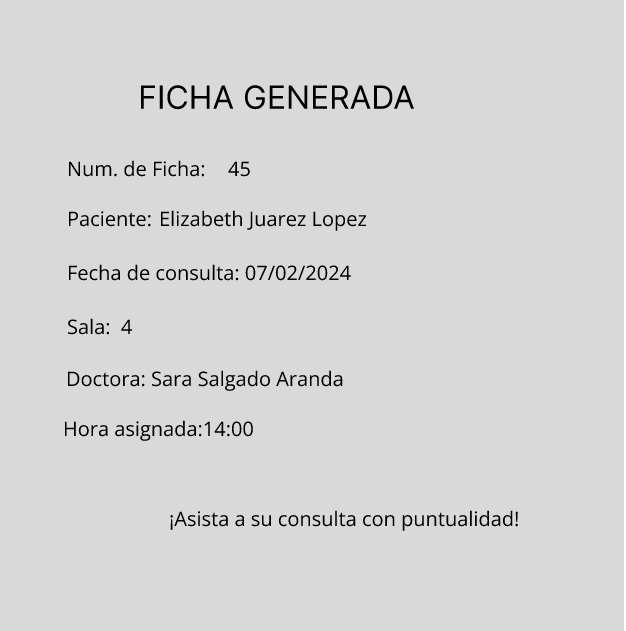 FICHA GENERADA
Num. de Ficha: 45
Paciente: Elizabeth Juarez Lopez
Fecha de consulta: 07/02/2024
Sala: 4
Doctora: Sara Salgado Aranda
Hora asignada:14:00
¡Asista a su consulta con puntualidad!